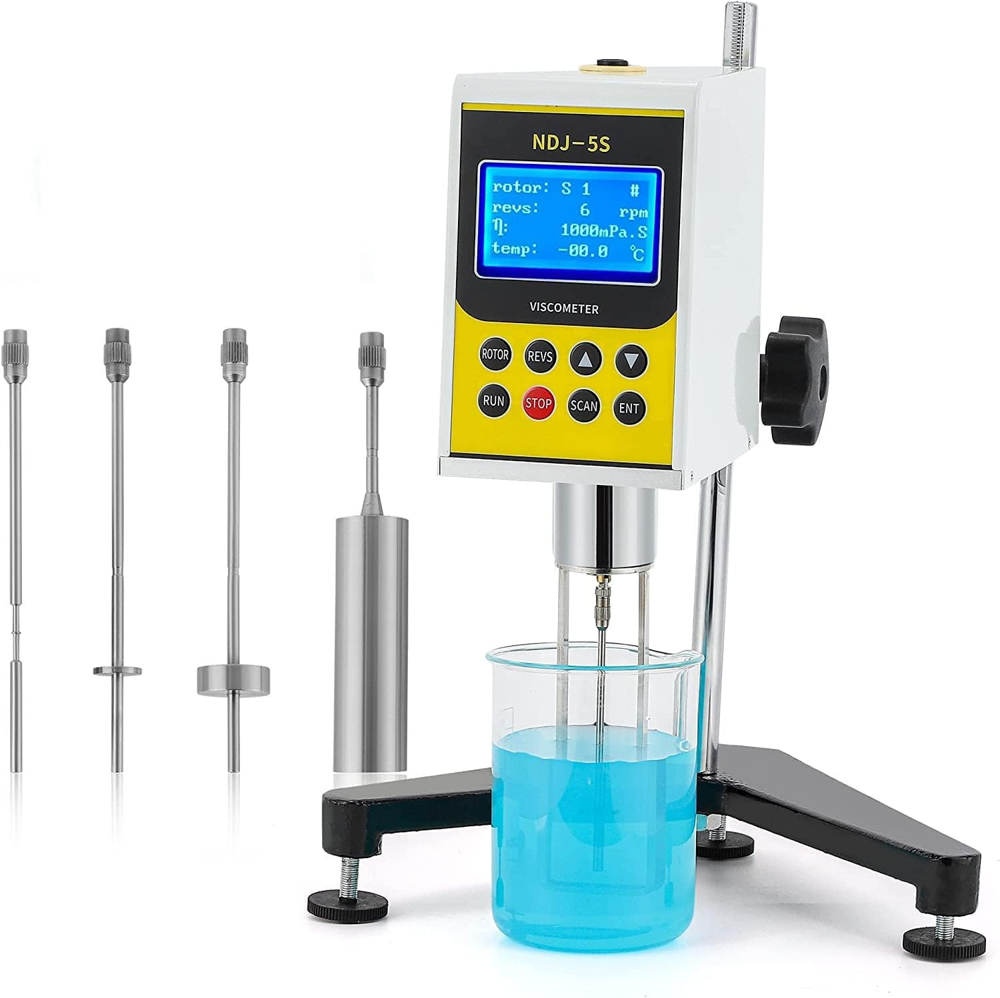 NDJ-5S
rotor: S 1 #
revs: 6 rpm
η: 1000mPa.S
temp: -00.0 ℃
VISCOMETER
ROTOR REVS ▲ ▼
RUN STOP SCAN ENT